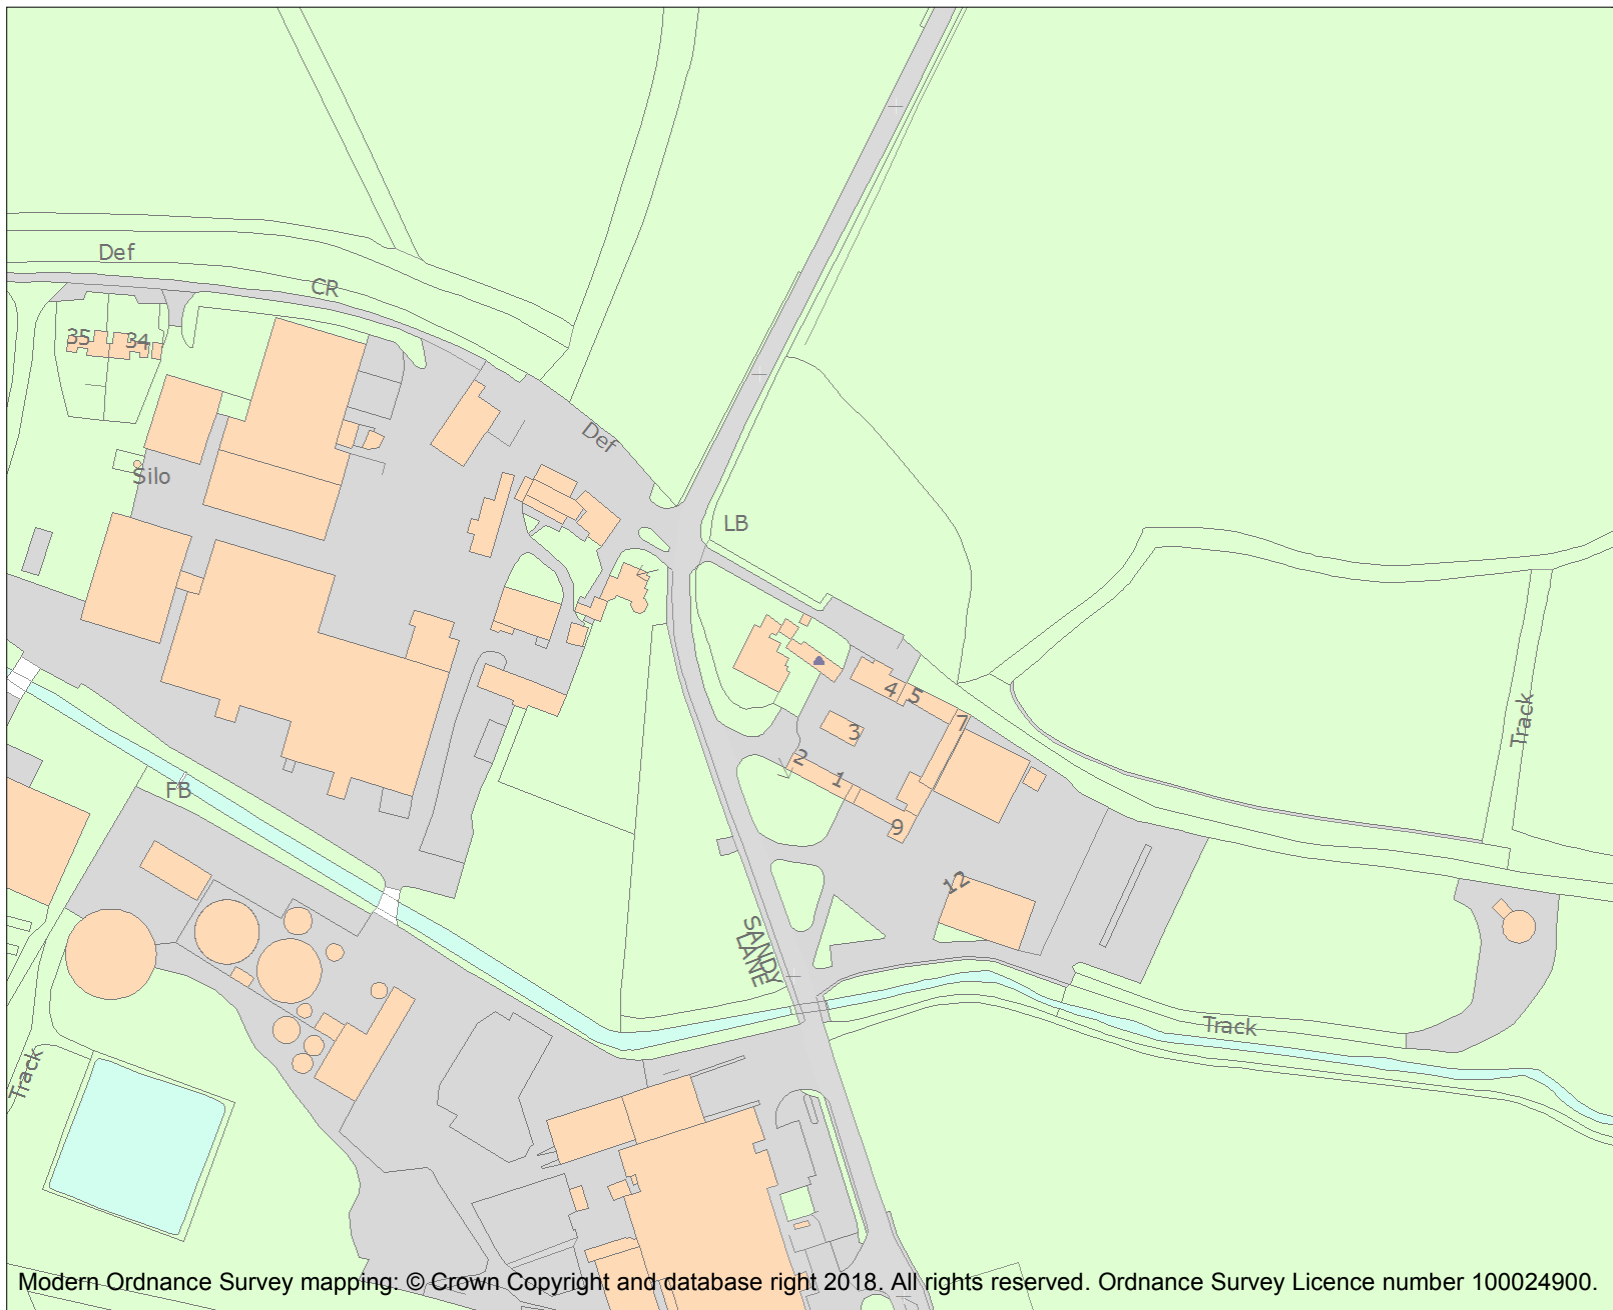 Def
CR
35
34
Def
Silo
LB
4
5
7
3
2
1
9
Track
FB
12
SANDY
LANE
Track
Track
Modern Ordnance Survey mapping: © Crown Copyright and database right 2018. All rights reserved. Ordnance Survey Licence number 100024900.